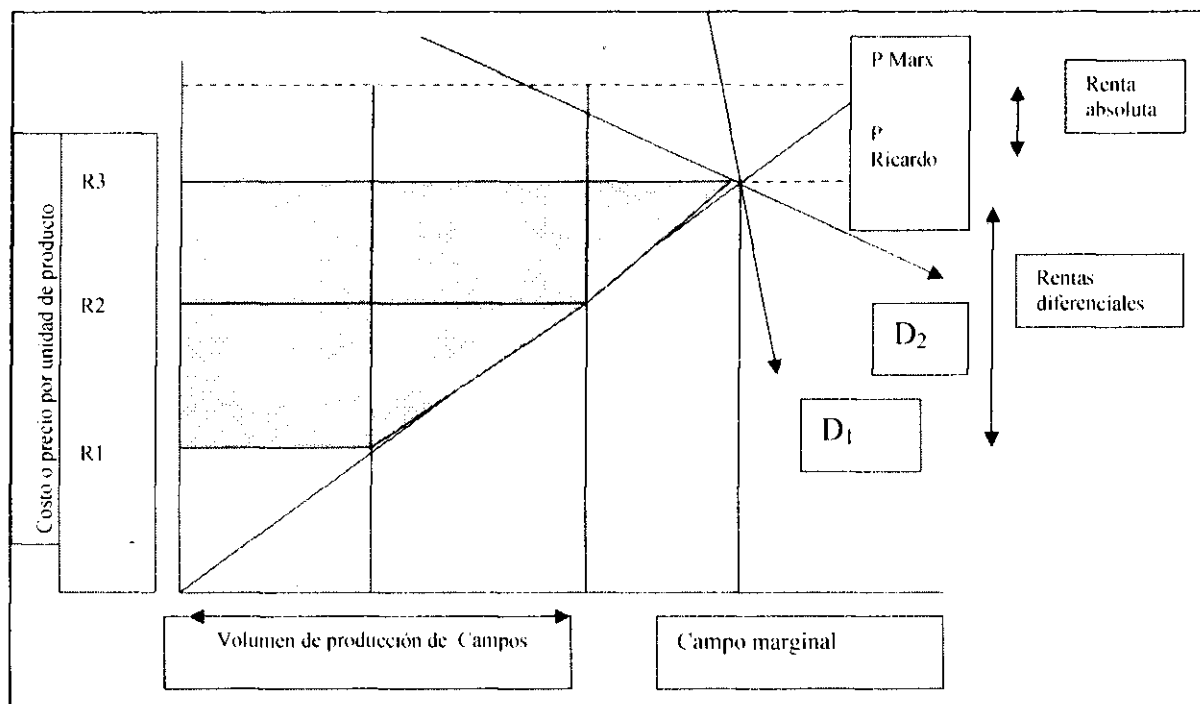 P Marx
Renta
absoluta
P
Ricardo
R3
Costo o precio por unidad de producto
R2
Rentas
diferenciales
D₂
D₁
R1
Volumen de producción de Campos
Campo marginal